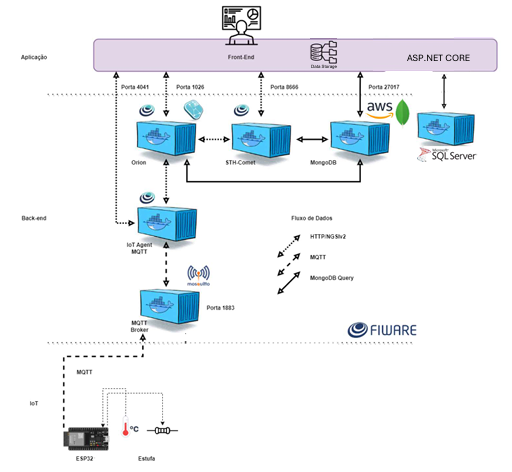 Front-End
Data Storage
ASP.NET CORE
Aplicação
Porta 4041
Porta 1026
Porta 8666
Porta 27017
aws
Orion
STH-Comet
MongoDB
Microsoft
SQL Server
Back-end
IoT Agent
MQTT
Fluxo de Dados
HTTP/NGSIv2
MQTT
MongoDB Query
mosquitto
Porta 1883
MQTT
Broker
FIWARE
MQTT
IoT
°C
ESP32
Estufa